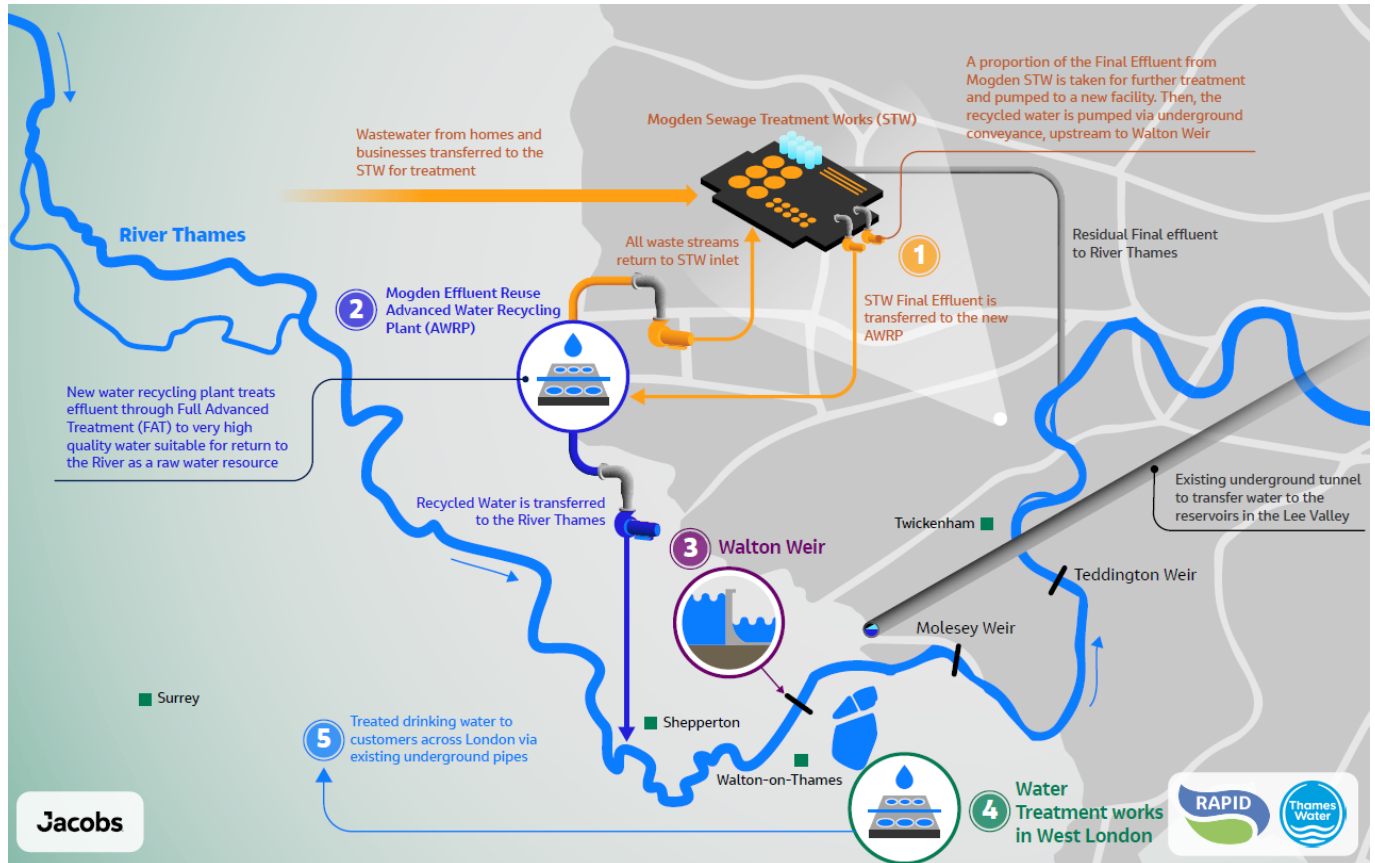 A proportion of the Final Effluent from
Mogden STW is taken for further treatment
and pumped to a new facility. Then, the
recycled water is pumped via underground
conveyance, upstream to Walton Weir
Mogden Sewage Treatment Works (STW)
Wastewater from homes and
businesses transferred to the
STW for treatment
River Thames
All waste streams
return to STW inlet
1
Residual Final effluent
to River Thames
2
Mogden Effluent Reuse
Advanced Water Recycling
Plant (AWRP)
STW Final Effluent is
transferred to the new
AWRP
New water recycling plant treats
effluent through Full Advanced
Treatment (FAT) to very high
quality water suitable for return to
the River as a raw water resource
Recycled Water is transferred
to the River Thames
Existing underground tunnel
to transfer water to the
reservoirs in the Lee Valley
Twickenham
3
Walton Weir
Teddington Weir
Molesey Weir
Surrey
Shepperton
5
Treated drinking water to
customers across London via
existing underground pipes
Walton-on-Thames
4
Water
Treatment works
in West London
Jacobs
RAPID
Thames
Water